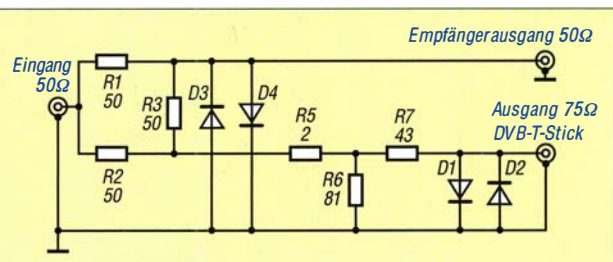 Empfängerausgang 50Ω
Eingang
50Ω
R1
50
R3
50
D3
D4
Ausgang 75Ω
DVB-T-Stick
R5
2
R7
43
R2
50
R6
81
D1
D2